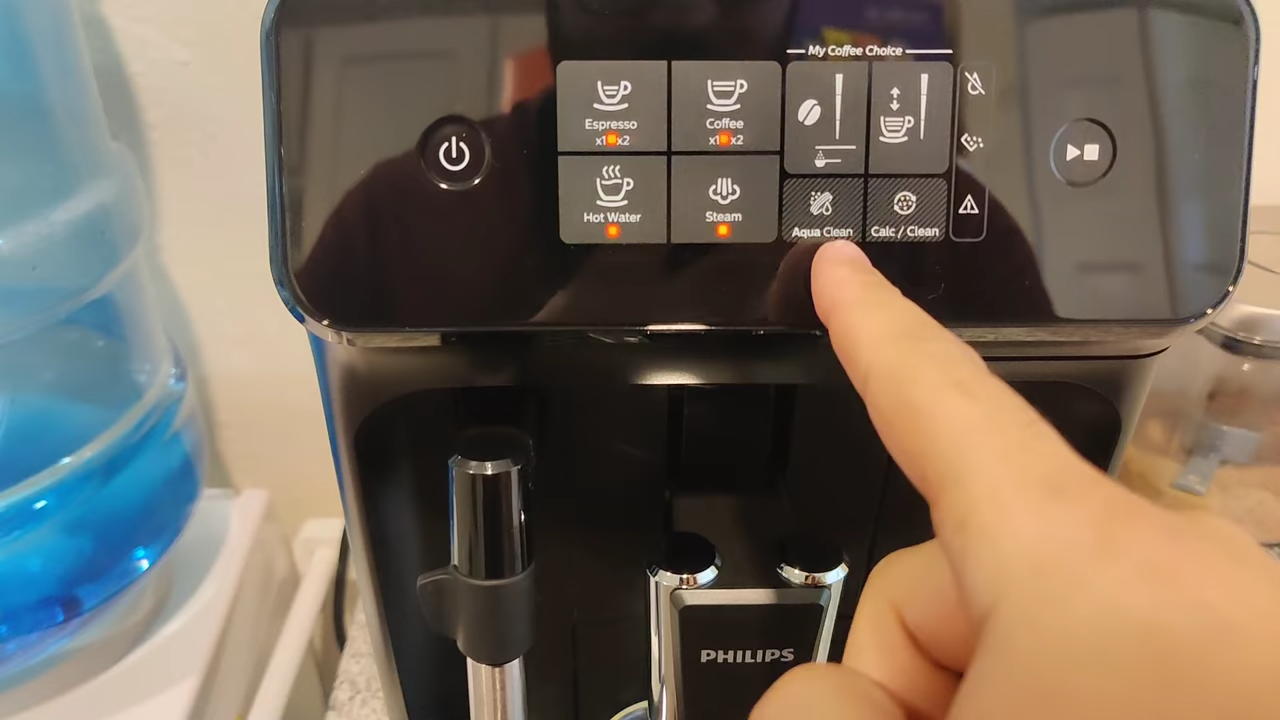 My Coffee Choice
Espresso
x1 x2
Coffee
x1 x2
Hot Water
Steam
Aqua Clean
Calc / Clean
PHILIPS